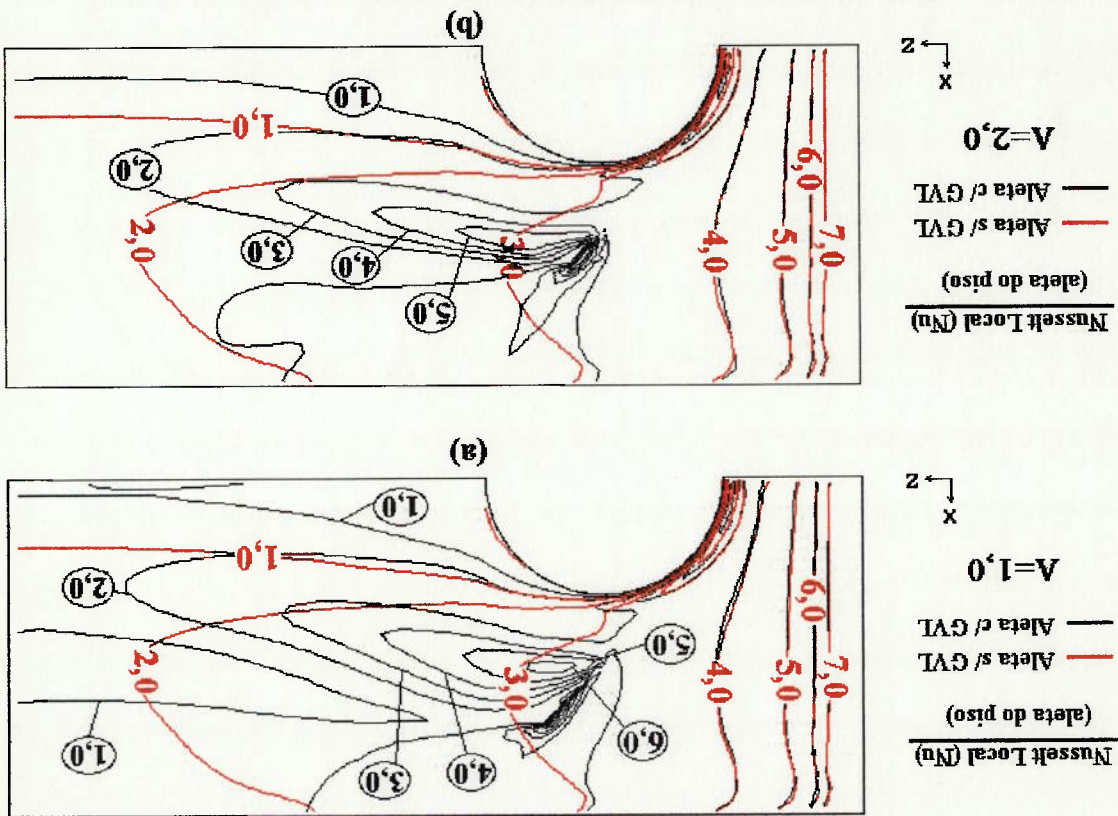 Nusselt Local (Nu)
(aleta do piso)
Aleta s/ GVL
Aleta c/ GVL
Λ=1,0
x
z
7,0
6,0
5,0
4,0
3,0
2,0
1,0
6,0
5,0
4,0
3,0
1,0
2,0
1,0
(a)
Nusselt Local (Nu)
(aleta do piso)
Aleta s/ GVL
Aleta c/ GVL
Λ=2,0
x
z
7,0
6,0
5,0
4,0
3,0
2,0
1,0
5,0
4,0
3,0
2,0
1,0
(b)